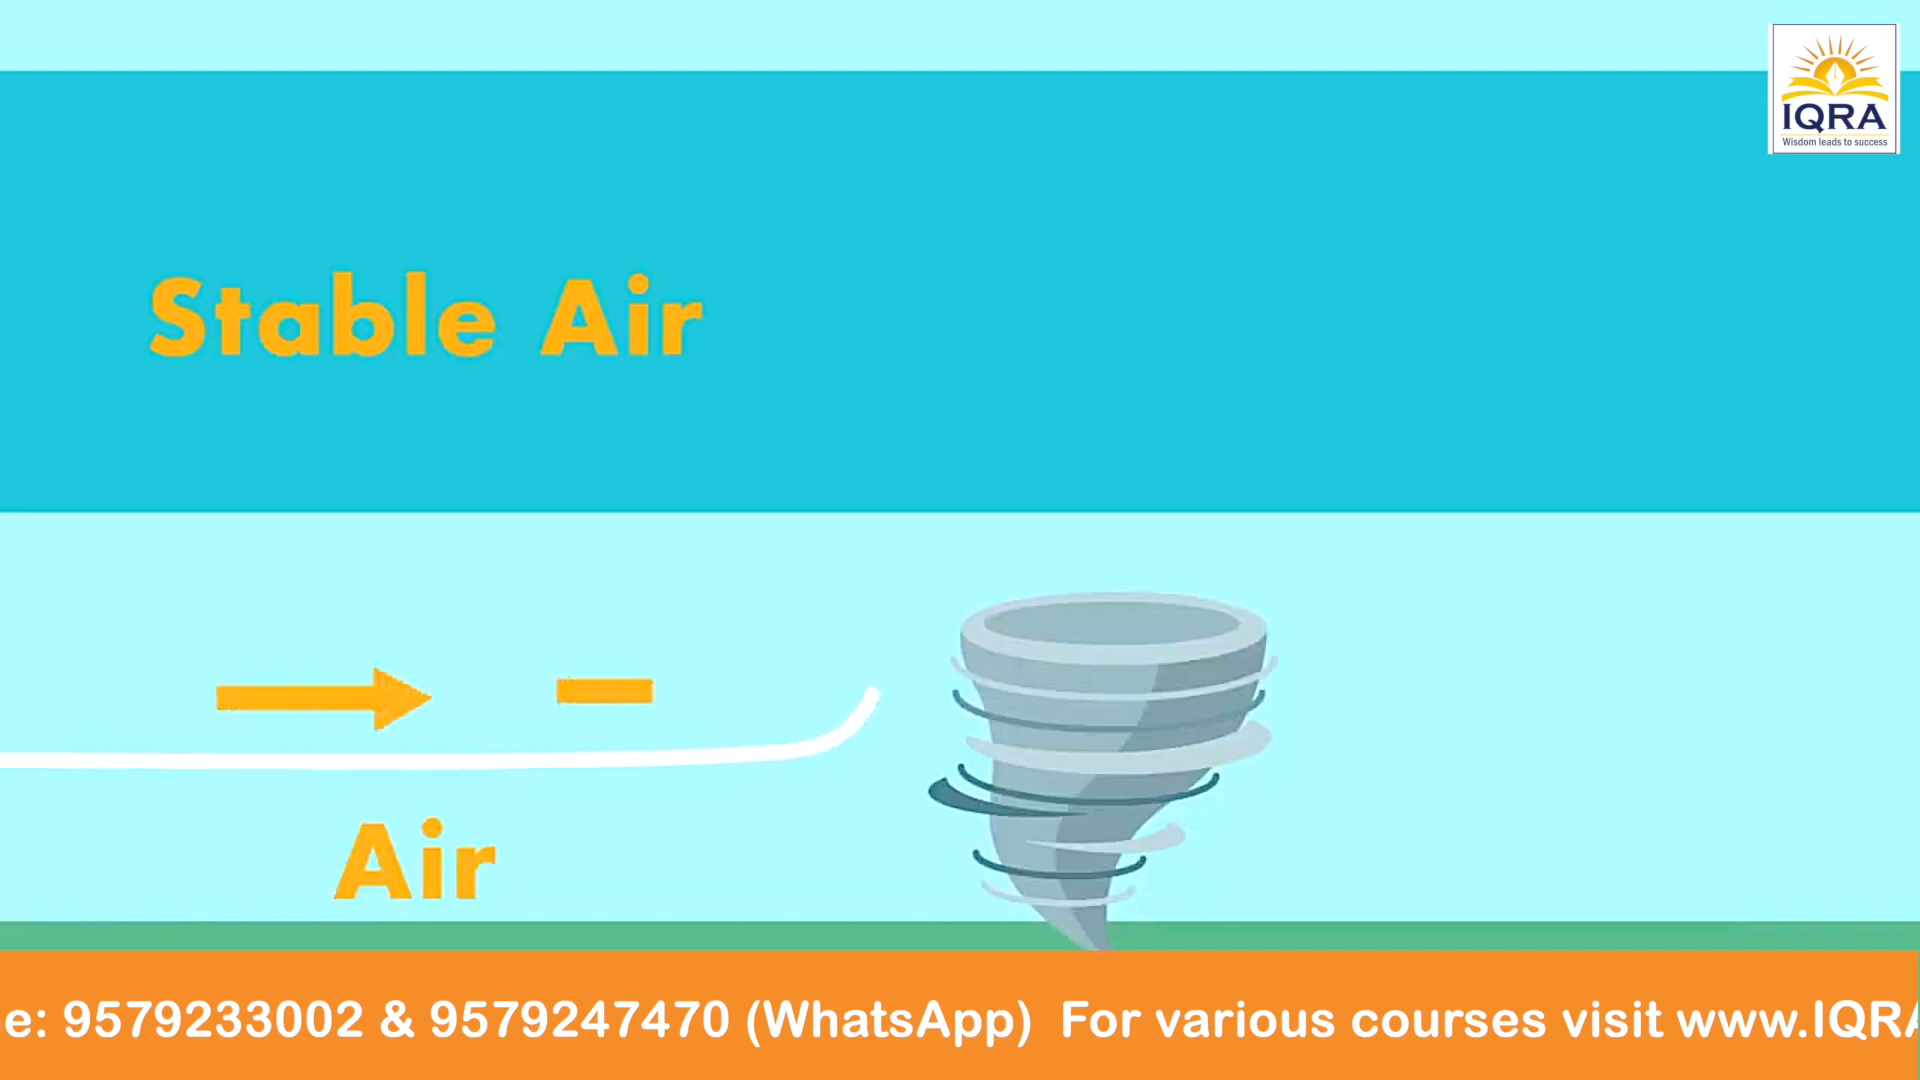 IQRA
Wisdom leads to success
Stable Air
Air
e: 9579233002 & 9579247470 (WhatsApp) For various courses visit www.IQRA